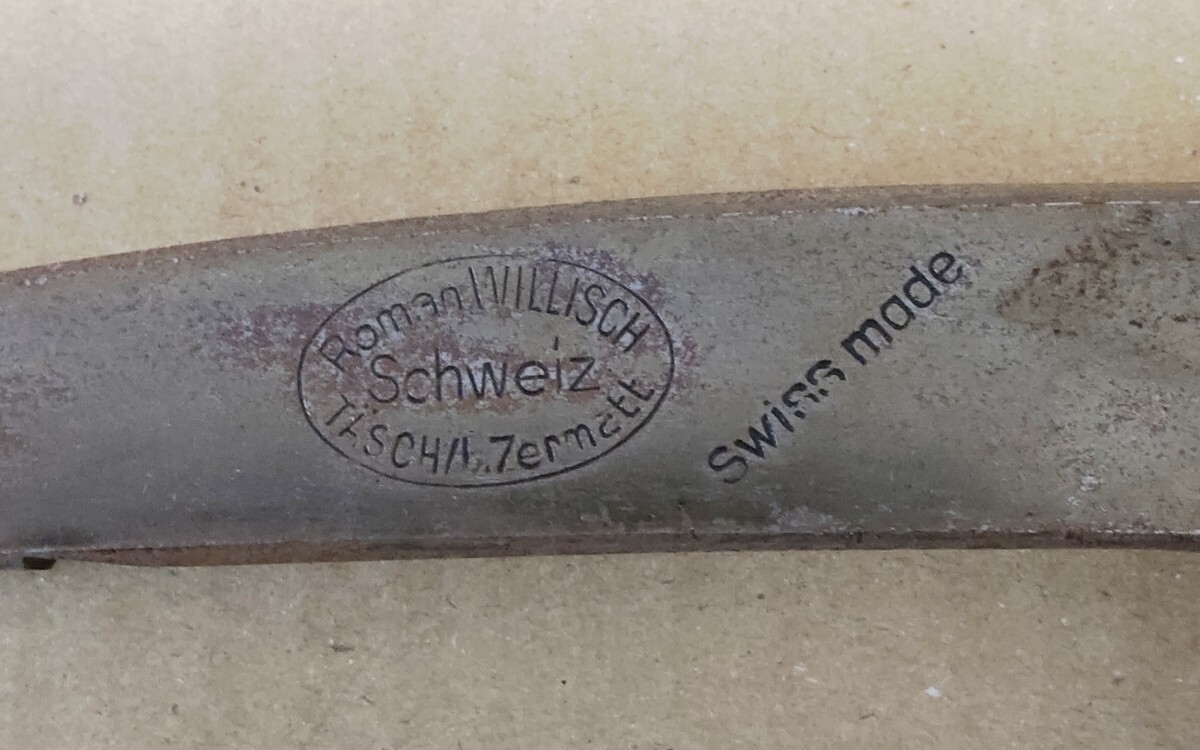 Roman WILLISCH
Schweiz
TÄSCH/b. Zermatt
Swiss made